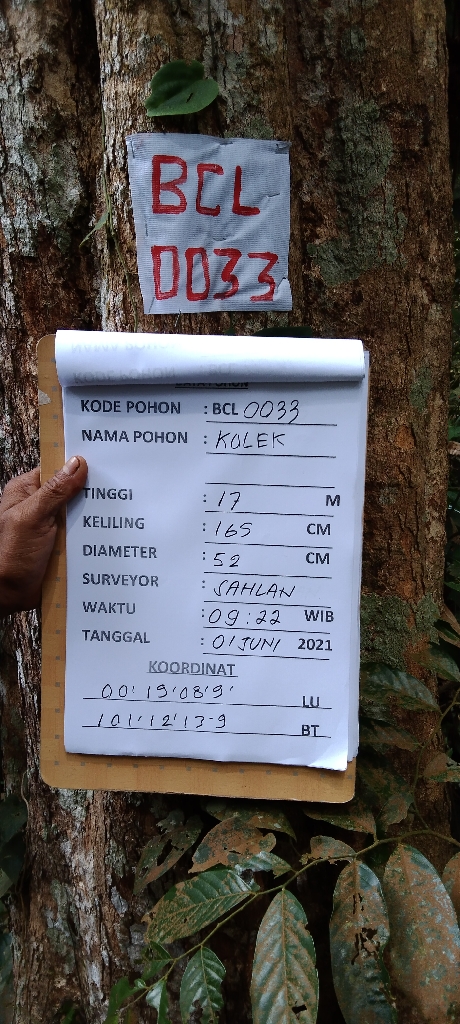 BCL
0033
KODE POHON : BCL 0033
NAMA POHON : KOLEK
TINGGI : 17 M
KELILING : 165 CM
DIAMETER : 52 CM
SURVEYOR : SAHLAN
WAKTU : 09:22 WIB
TANGGAL : 01 JUNI 2021
KOORDINAT
00' 19' 08'9' LU
101' 12' 13-9 BT